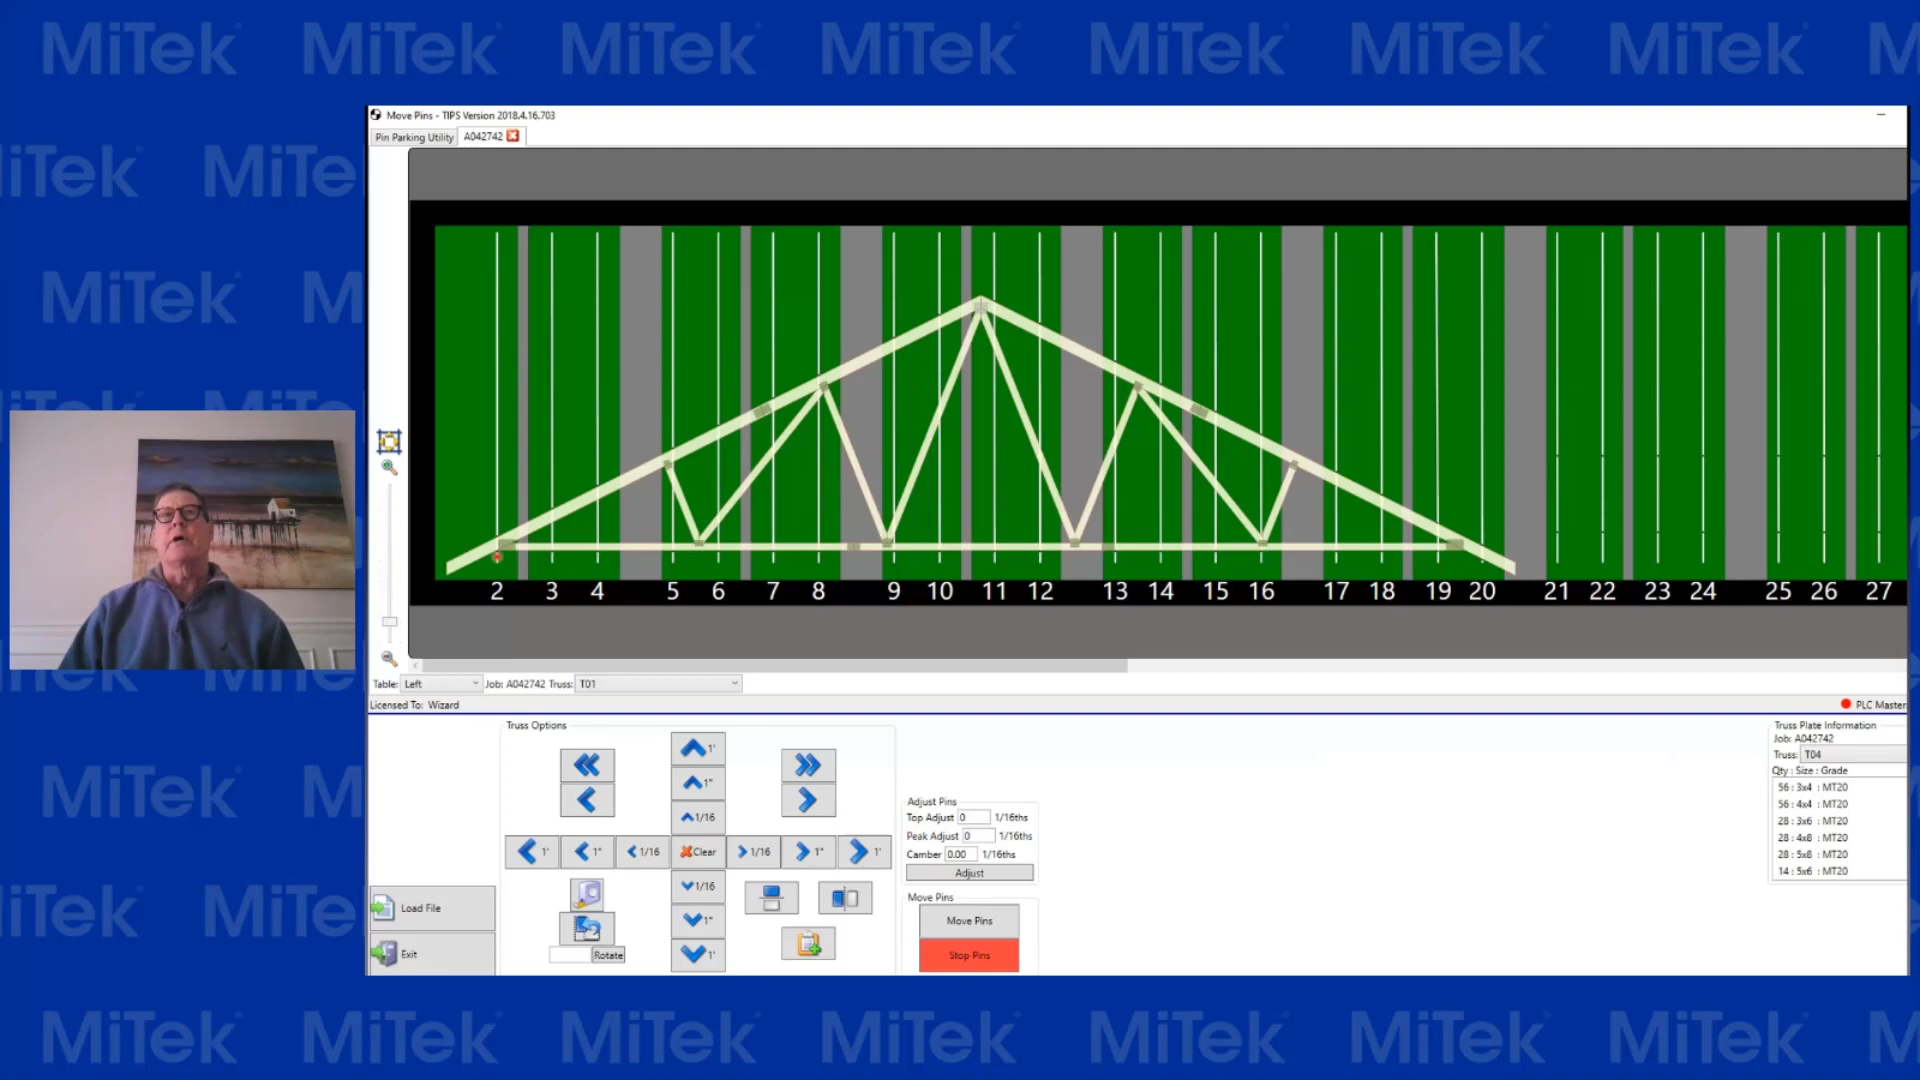 MiTek MiTek MiTek MiTek MiTek MiTek MiTek M
iTek MiTe
MiTek M
MiTek M
iTek MiTe
MiTek MiTek MiTek MiTek MiTek MiTek MiTek M
Move Pins - TIPS Version 2018.4.16.703
Pin Parking Utility A042742
2 3 4 5 6 7 8 9 10 11 12 13 14 15 16 17 18 19 20 21 22 23 24 25 26 27
Table: Left Job: A042742 Truss: T01
Licensed To: Wizard
PLC Master
Truss Options
1'
1"
1/16
1' 1" 1/16 Clear 1/16 1" 1'
1/16
1"
1'
Rotate
Load File
Exit
Adjust Pins
Top Adjust 0 1/16ths
Peak Adjust 0 1/16ths
Camber 0.00 1/16ths
Adjust
Move Pins
Move Pins
Stop Pins
Truss Plate Information
Job: A042742
Truss: T04
Qty : Size : Grade
56 : 3x4 : MT20
56 : 4x4 : MT20
28 : 3x6 : MT20
28 : 4x8 : MT20
28 : 5x8 : MT20
14 : 5x6 : MT20